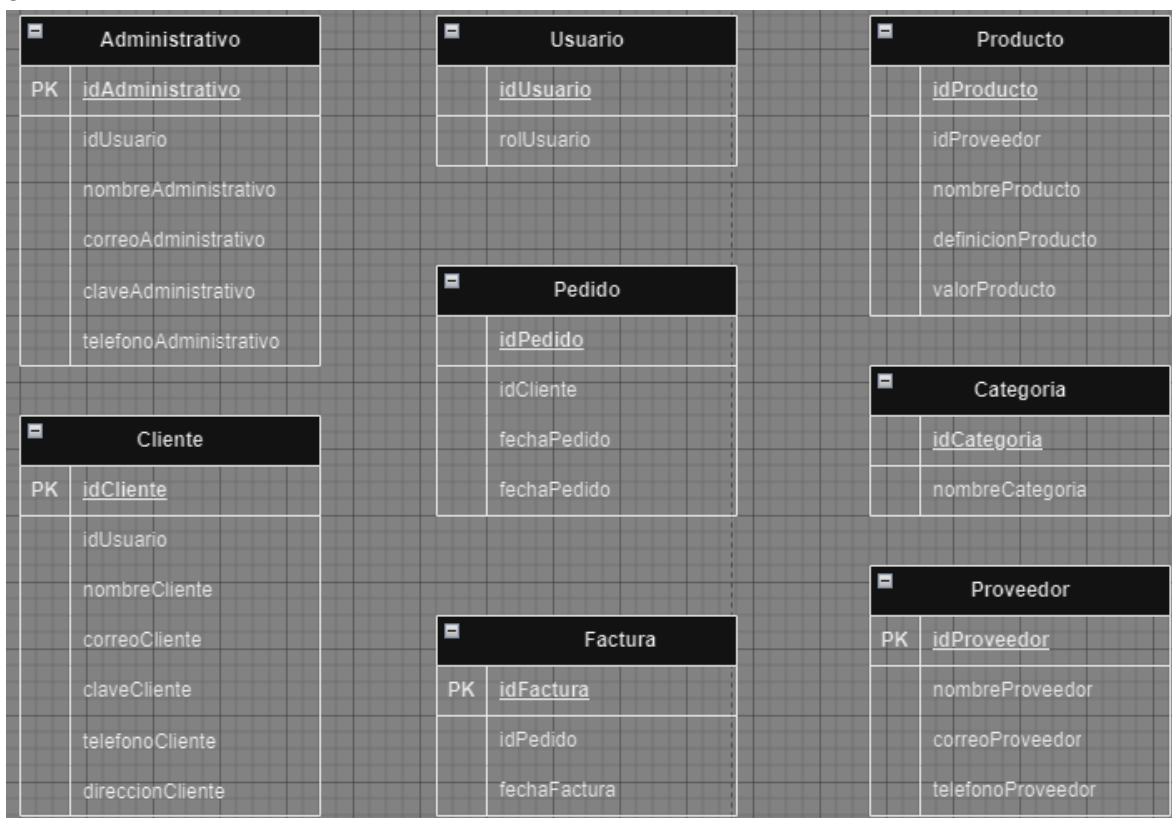 Administrativo
PK idAdministrativo
idUsuario
nombreAdministrativo
correoAdministrativo
claveAdministrativo
telefonoAdministrativo
Cliente
PK idCliente
idUsuario
nombreCliente
correoCliente
claveCliente
telefonoCliente
direccionCliente
Usuario
idUsuario
rolUsuario
Pedido
idPedido
idCliente
fechaPedido
fechaPedido
Factura
PK idFactura
idPedido
fechaFactura
Producto
idProducto
idProveedor
nombreProducto
definicionProducto
valorProducto
Categoria
idCategoria
nombreCategoria
Proveedor
PK idProveedor
nombreProveedor
correoProveedor
telefonoProveedor